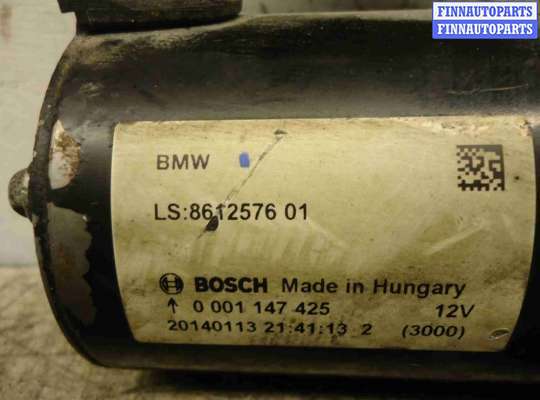 FINNAUTOPARTS
FINNAUTOPARTS
BMW
LS:8612576 01
BOSCH Made in Hungary
↑ 0 001 147 425 12V
20140113 21:41:13 2 (3000)